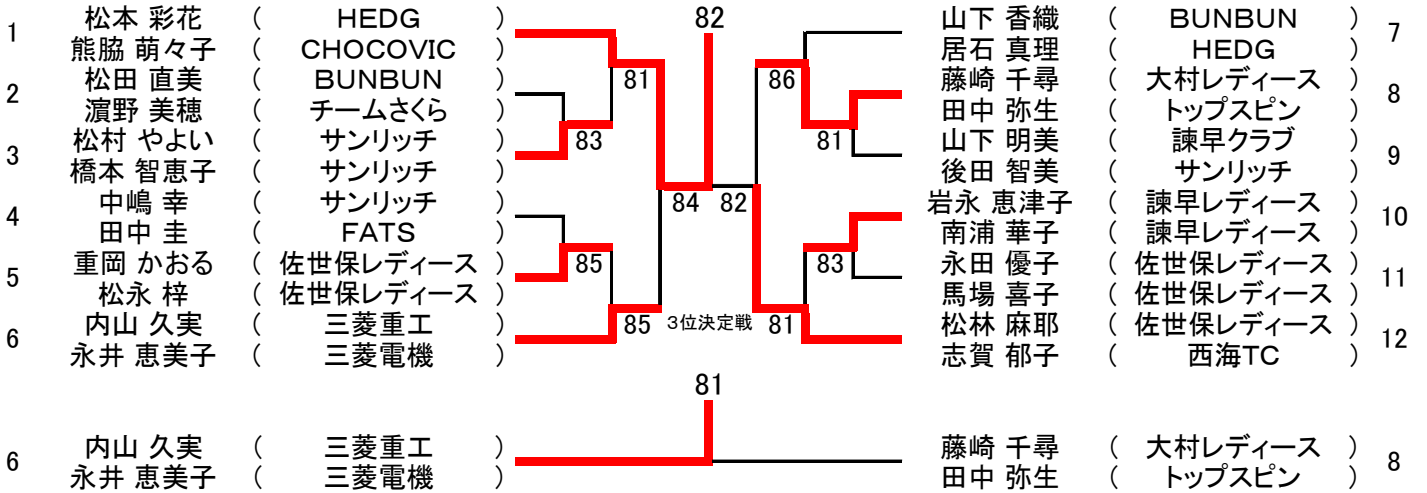 1 松本 彩花 ( HEDG )
熊脇 萌々子 ( CHOCOVIC )
2 松田 直美 ( BUNBUN )
濵野 美穂 ( チームさくら )
3 松村 やよい ( サンリッチ )
橋本 智恵子 ( サンリッチ )
4 中嶋 幸 ( サンリッチ )
田中 圭 ( FATS )
5 重岡 かおる ( 佐世保レディース )
松永 梓 ( 佐世保レディース )
6 内山 久実 ( 三菱重工 )
永井 恵美子 ( 三菱電機 )
82
81
86
83
81
84
82
85
83
85
3位決定戦
81
山下 香織 ( BUNBUN ) 7
居石 真理 ( HEDG )
藤崎 千尋 ( 大村レディース ) 8
田中 弥生 ( トップスピン )
山下 明美 ( 諫早クラブ ) 9
後田 智美 ( サンリッチ )
岩永 恵津子 ( 諫早レディース ) 10
南浦 華子 ( 諫早レディース )
永田 優子 ( 佐世保レディース ) 11
馬場 喜子 ( 佐世保レディース )
松林 麻耶 ( 佐世保レディース ) 12
志賀 郁子 ( 西海TC )
81
6 内山 久実 ( 三菱重工 )
永井 恵美子 ( 三菱電機 )
藤崎 千尋 ( 大村レディース ) 8
田中 弥生 ( トップスピン )